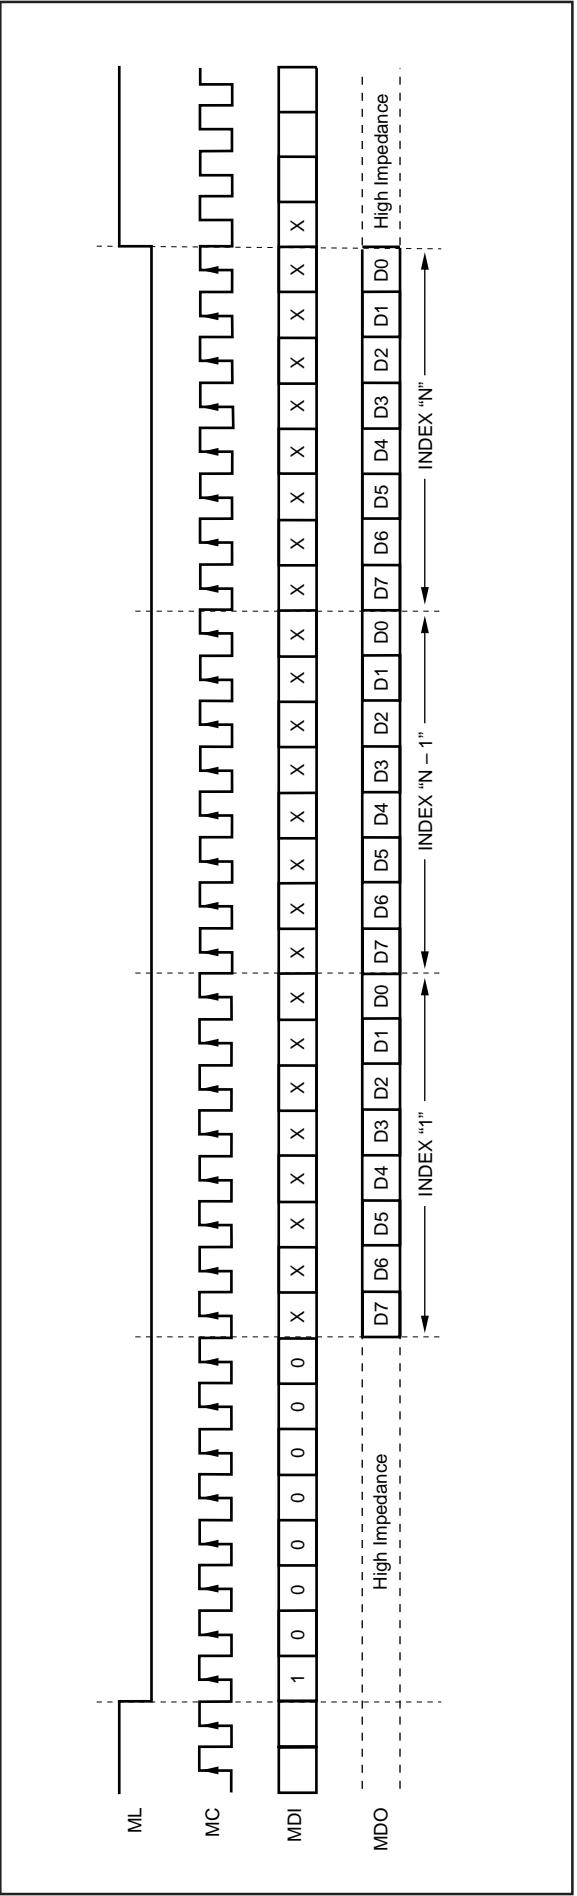 ML
MC
MDI 1 0 0 0 0 0 0 0 X X X X X X X X X X X X X X X X X X X X X X X X X
MDO High Impedance D7 D6 D5 D4 D3 D2 D1 D0 D7 D6 D5 D4 D3 D2 D1 D0 D7 D6 D5 D4 D3 D2 D1 D0 High Impedance
INDEX “1” INDEX “N – 1” INDEX “N”